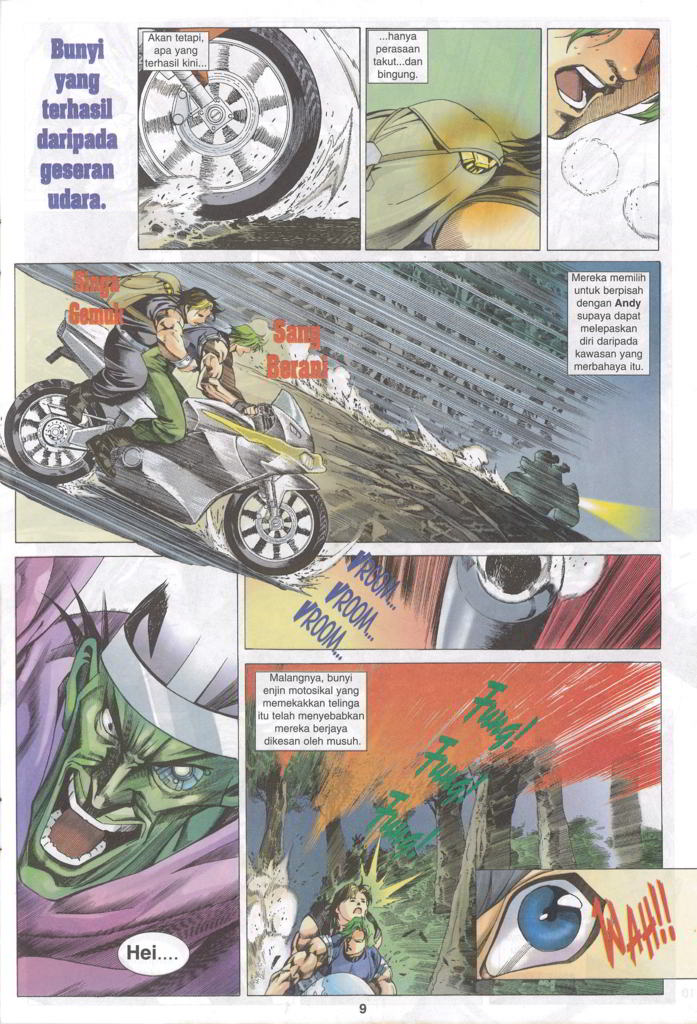 Bunyi
yang
terhasil
daripada
geseran
udara.
Akan tetapi,
apa yang
terhasil kini...
...hanya
perasaan
takut...dan
bingung.
Singa
Gemuk
Sang
Berani
Mereka memilih
untuk berpisah
dengan Andy
supaya dapat
melepaskan
diri daripada
kawasan yang
merbahaya itu.
VROOM...
VROOM...
VROOM...
Hei....
Malangnya, bunyi
enjin motosikal yang
memekakkan telinga
itu telah menyebabkan
mereka berjaya
dikesan oleh musuh.
Fung!
Fung!
Fung!
WAH!!
9